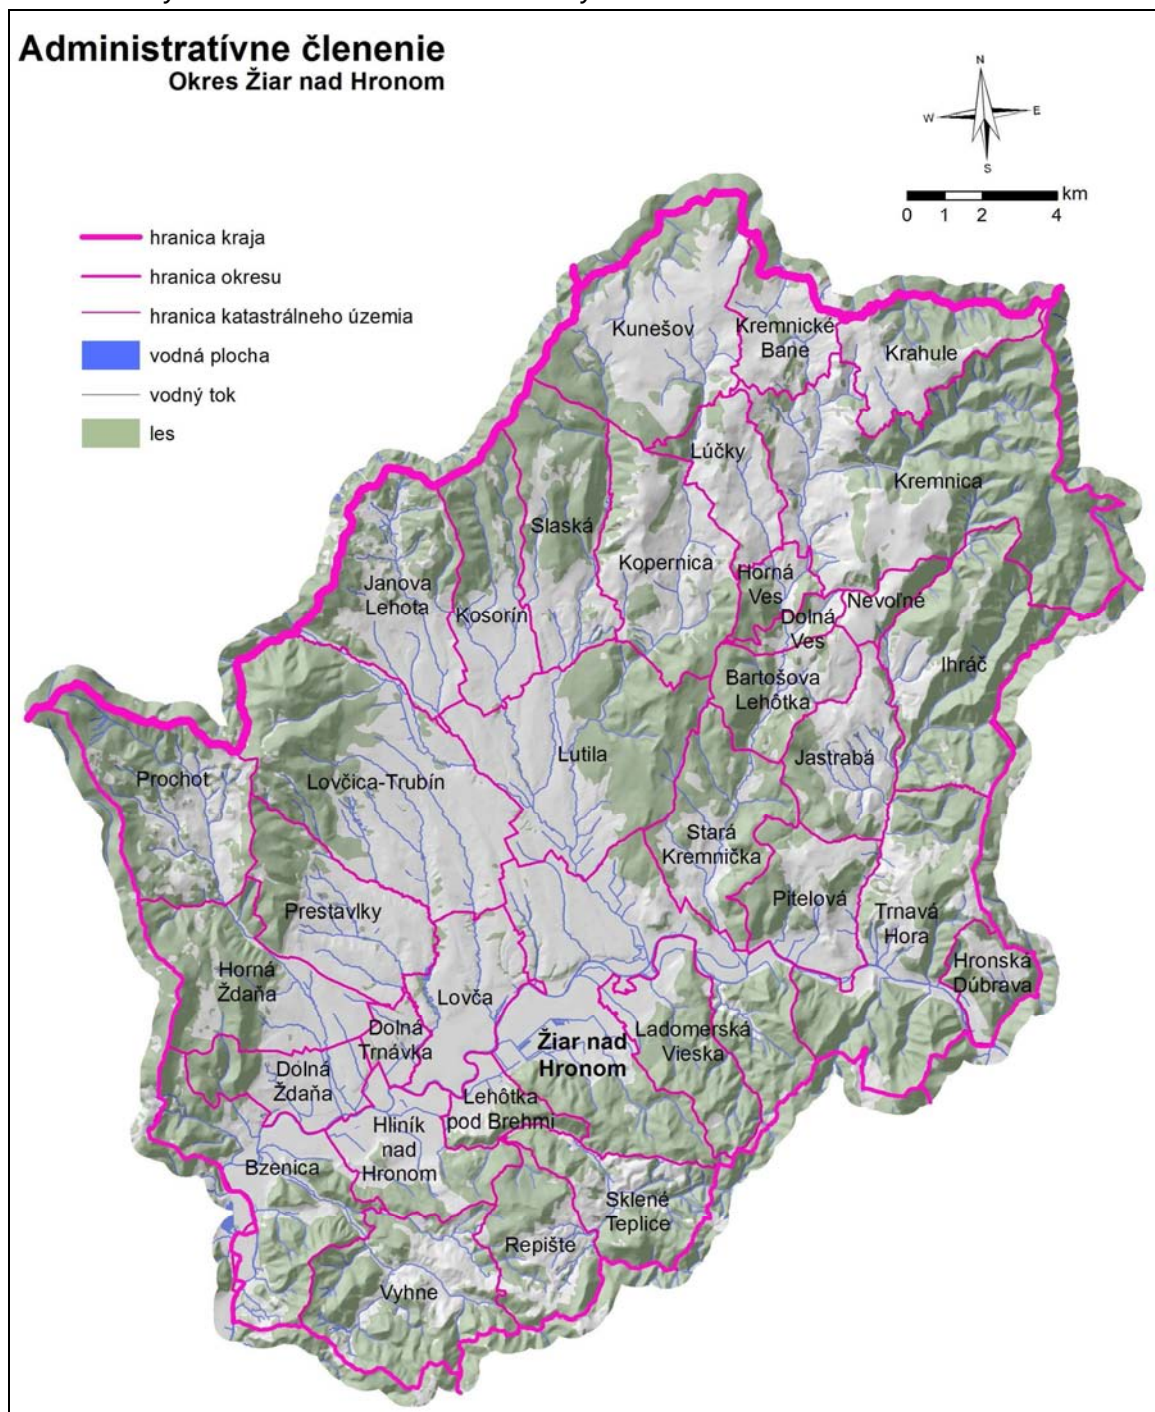 Administratívne členenie
Okres Žiar nad Hronom
N
W
E
S
km
0 1 2 4
hranica kraja
hranica okresu
hranica katastrálneho územia
vodná plocha
vodný tok
les
Kunešov
Kremnické
Bane
Krahule
Lúčky
Kremnica
Slaská
Kopernica
Janova
Lehota
Kosorín
Horná
Ves
Nevoľné
Dolná
Ves
Ihráč
Bartošova
Lehôtka
Lutila
Jastrabá
Prochot
Lovčica-Trubín
Stará
Kremnička
Pitelová
Prestavlky
Trnavá
Hora
Horná
Ždaňa
Hronská
Dúbrava
Lovča
Dolná
Trnávka
Žiar nad
Hronom
Ladomerská
Vieska
Dolná
Ždaňa
Lehôtka
pod Brehmi
Hliník
nad
Hronom
Bzenica
Sklené
Teplice
Repište
Vyhne